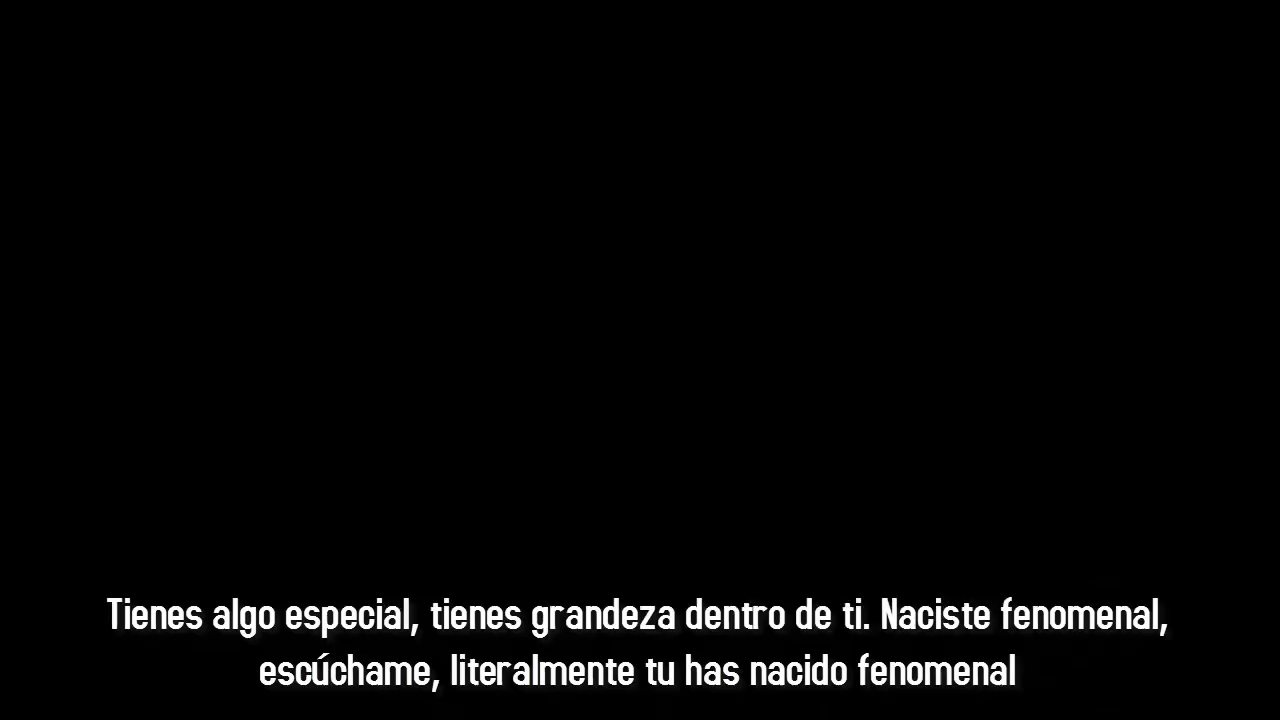 Tienes algo especial, tienes grandeza dentro de ti. Naciste fenomenal,
escúchame, literalmente tu has nacido fenomenal